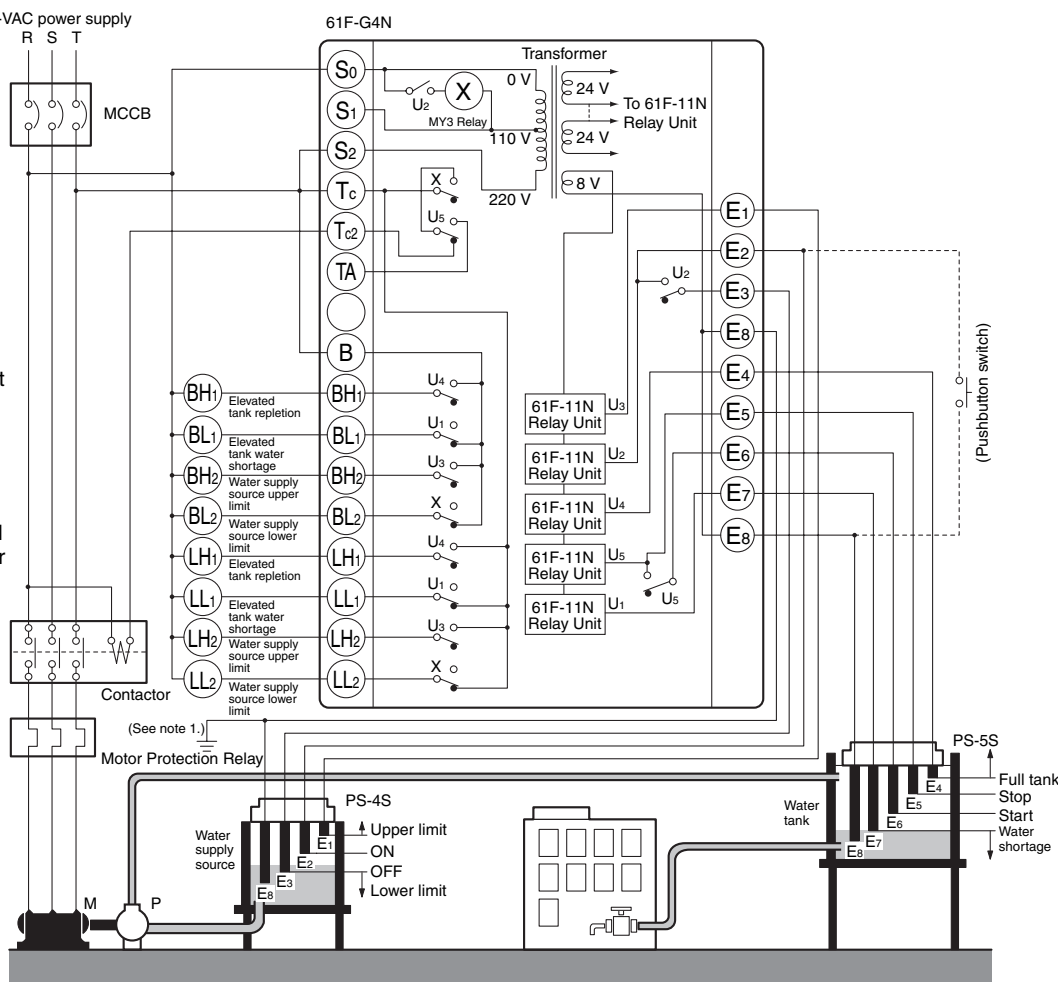 -VAC power supply
61F-G4N
R S T
MCCB
S0
S1
S2
Tc
Tc2
TA
B
BH1
BL1
BH2
BL2
LH1
LL1
LH2
LL2
U2
X
MY3 Relay
Transformer
0 V
110 V
220 V
24 V
24 V
8 V
To 61F-11N
Relay Unit
X
U5
U4
U1
U3
X
U4
U1
U3
X
BH1
Elevated
tank repletion
BL1
Elevated
tank water
shortage
BH2
Water supply
source upper
limit
BL2
Water supply
source lower
limit
LH1
Elevated
tank repletion
LL1
Elevated
tank water
shortage
LH2
Water supply
source upper
limit
LL2
Water supply
source lower
limit
U2
61F-11N
Relay Unit
U3
61F-11N
Relay Unit
U2
61F-11N
Relay Unit
U4
61F-11N
Relay Unit
U5
61F-11N
Relay Unit
U1
U5
E1
E2
E3
E8
E4
E5
E6
E7
E8
(Pushbutton switch)
t
r
Contactor
(See note 1.)
Motor Protection Relay
M
P
PS-4S
Water
supply
source
Upper limit
ON
OFF
Lower limit
E1
E2
E3
E8
PS-5S
Water
tank
Full tank
Stop
Start
Water
shortage
E4
E5
E6
E7
E8